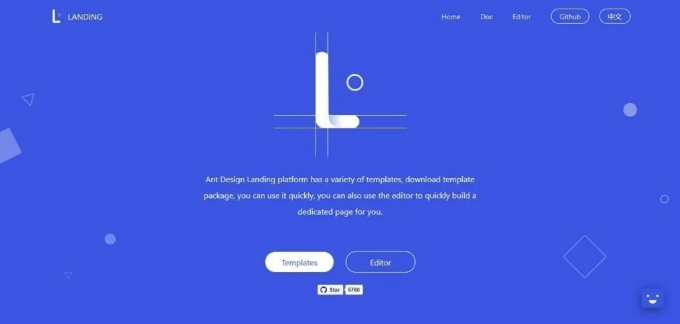 LANDING
Home Doc Editor Github 中文
Ant Design Landing platform has a variety of templates, download template
package, you can use it quickly, you can also use the editor to quickly build a
dedicated page for you.
Templates Editor
Star 5760